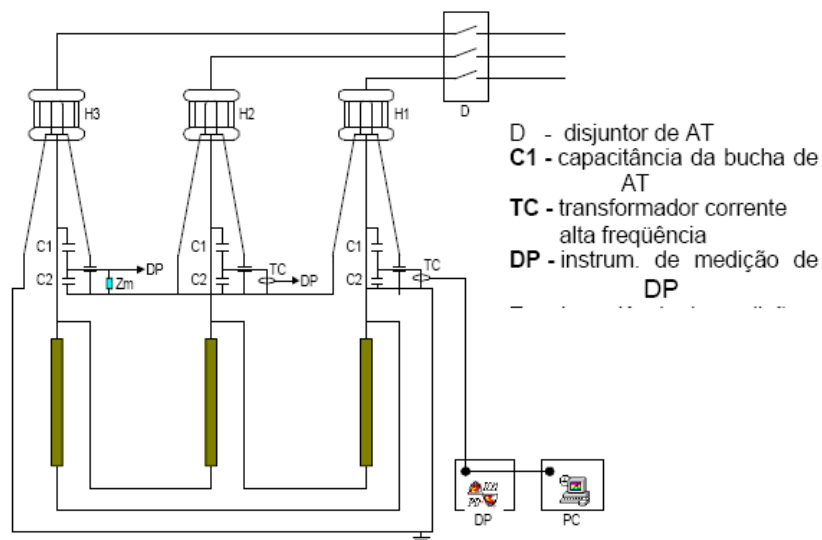 H3
H2
H1
D
D - disjuntor de AT
C1 - capacitância da bucha de
AT
TC - transformador corrente
alta freqüência
DP - instrum. de medição de
DP
C1
C2
DP
Zm
C1
C2
TC
DP
C1
C2
TC
DP
PC